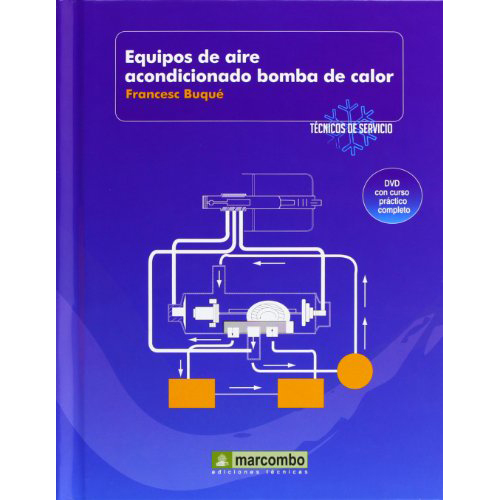 Equipos de aire
acondicionado bomba de calor
Francesc Buqué
TÉCNICOS DE SERVICIO
DVD
con curso
práctico
completo
marcombo
ediciones técnicas